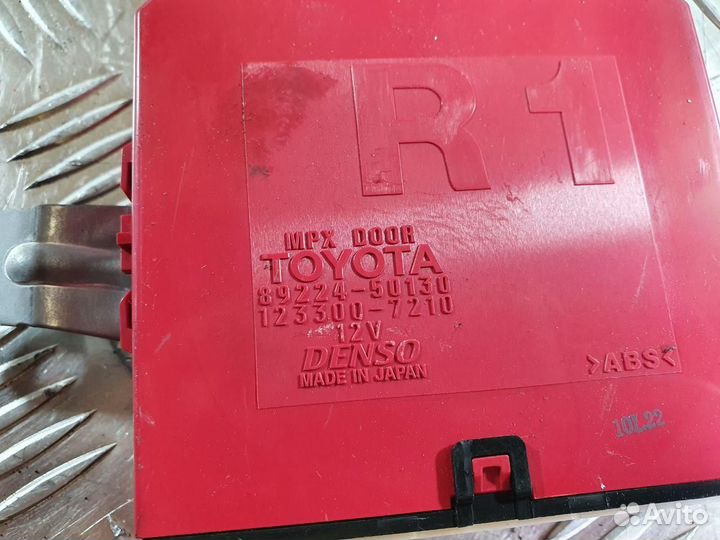 R1
MPX DOOR
TOYOTA
89224-50130
123300-7210
12V
DENSO
MADE IN JAPAN
>ABS<
10L22
Avito